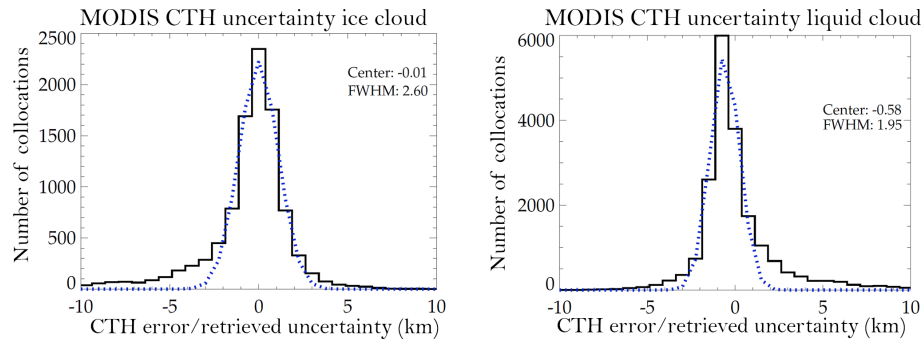 MODIS CTH uncertainty ice cloud
Number of collocations
2500
2000
1500
1000
500
0
Center: -0.01
FWHM: 2.60
-10 -5 0 5 10
CTH error/retrieved uncertainty (km)
MODIS CTH uncertainty liquid cloud
Number of collocations
6000
4000
2000
0
Center: -0.58
FWHM: 1.95
-10 -5 0 5 10
CTH error/retrieved uncertainty (km)